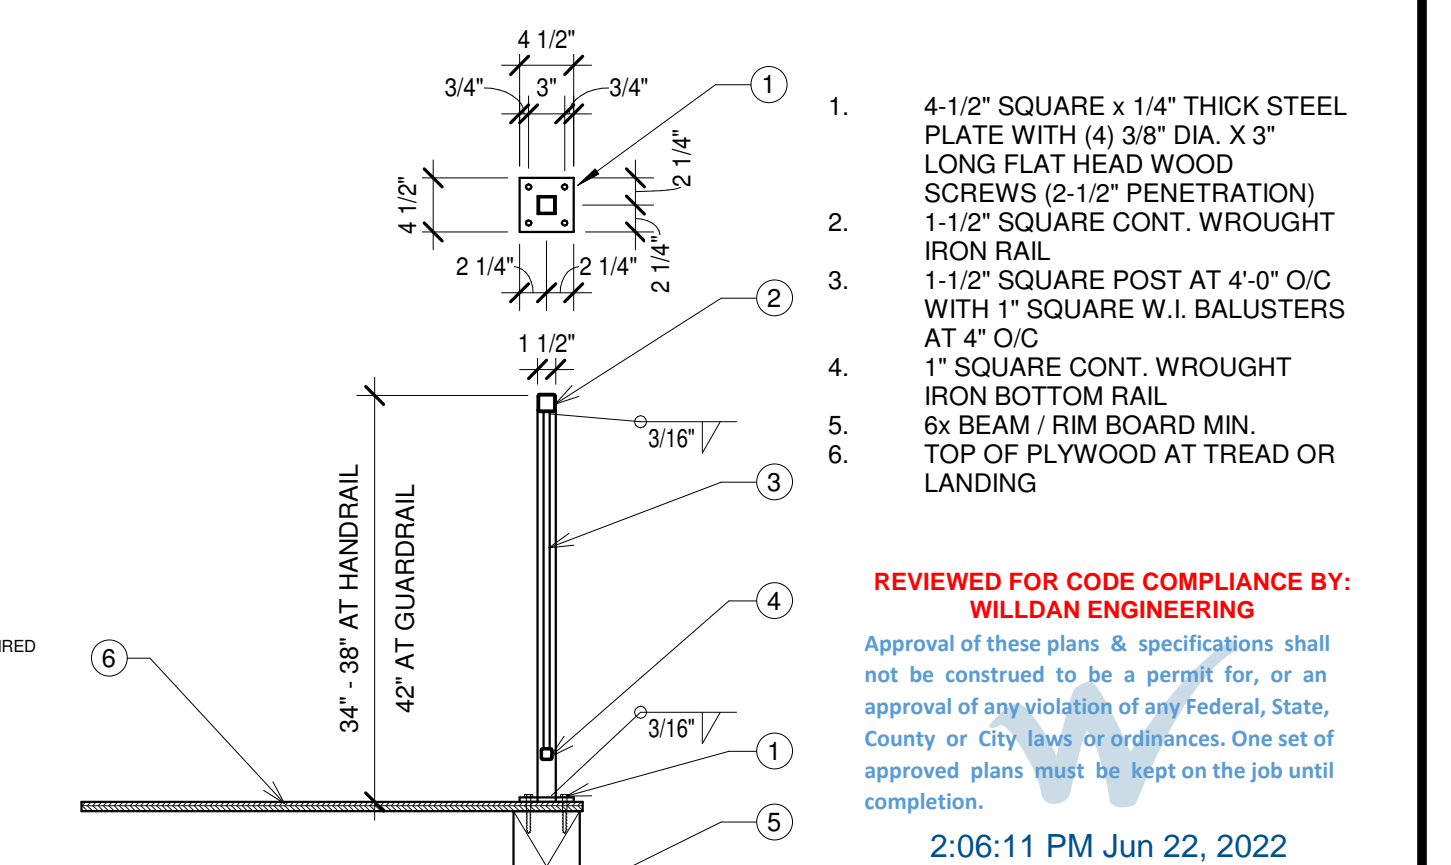 4 1/2"
3/4"
3"
3/4"
1
2 1/4"
4 1/2"
2 1/4"
2 1/4"
2 1/4"
2
1 1/2"
3/16"
3
34" - 38" AT HANDRAIL
42" AT GUARDRAIL
4
IRED
6
3/16"
1
5
1. 4-1/2" SQUARE x 1/4" THICK STEEL
PLATE WITH (4) 3/8" DIA. X 3"
LONG FLAT HEAD WOOD
SCREWS (2-1/2" PENETRATION)
2. 1-1/2" SQUARE CONT. WROUGHT
IRON RAIL
3. 1-1/2" SQUARE POST AT 4'-0" O/C
WITH 1" SQUARE W.I. BALUSTERS
AT 4" O/C
4. 1" SQUARE CONT. WROUGHT
IRON BOTTOM RAIL
5. 6x BEAM / RIM BOARD MIN.
6. TOP OF PLYWOOD AT TREAD OR
LANDING
REVIEWED FOR CODE COMPLIANCE BY:
WILLDAN ENGINEERING
Approval of these plans & specifications shall
not be construed to be a permit for, or an
approval of any violation of any Federal, State,
County or City laws or ordinances. One set of
approved plans must be kept on the job until
completion.
2:06:11 PM Jun 22, 2022